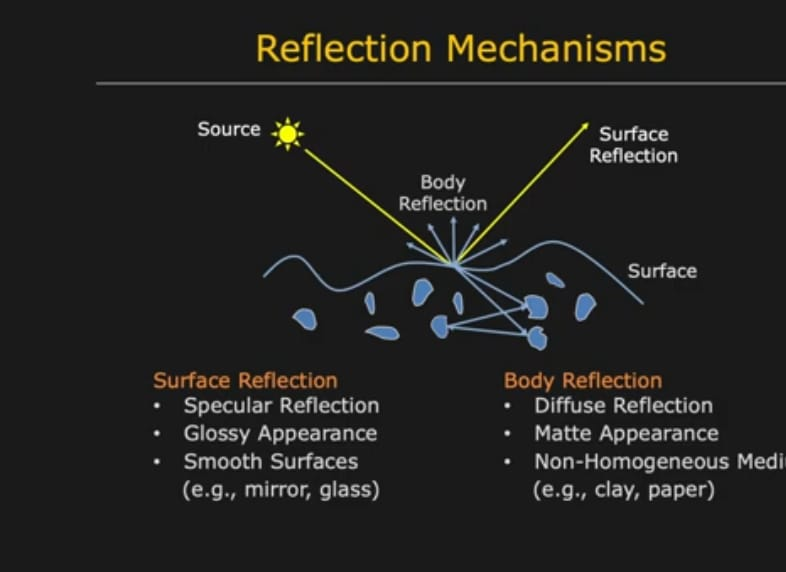 Reflection Mechanisms
Source
Surface
Reflection
Body
Reflection
Surface
Surface Reflection
• Specular Reflection
• Glossy Appearance
• Smooth Surfaces
(e.g., mirror, glass)
Body Reflection
• Diffuse Reflection
• Matte Appearance
• Non-Homogeneous Medi
(e.g., clay, paper)